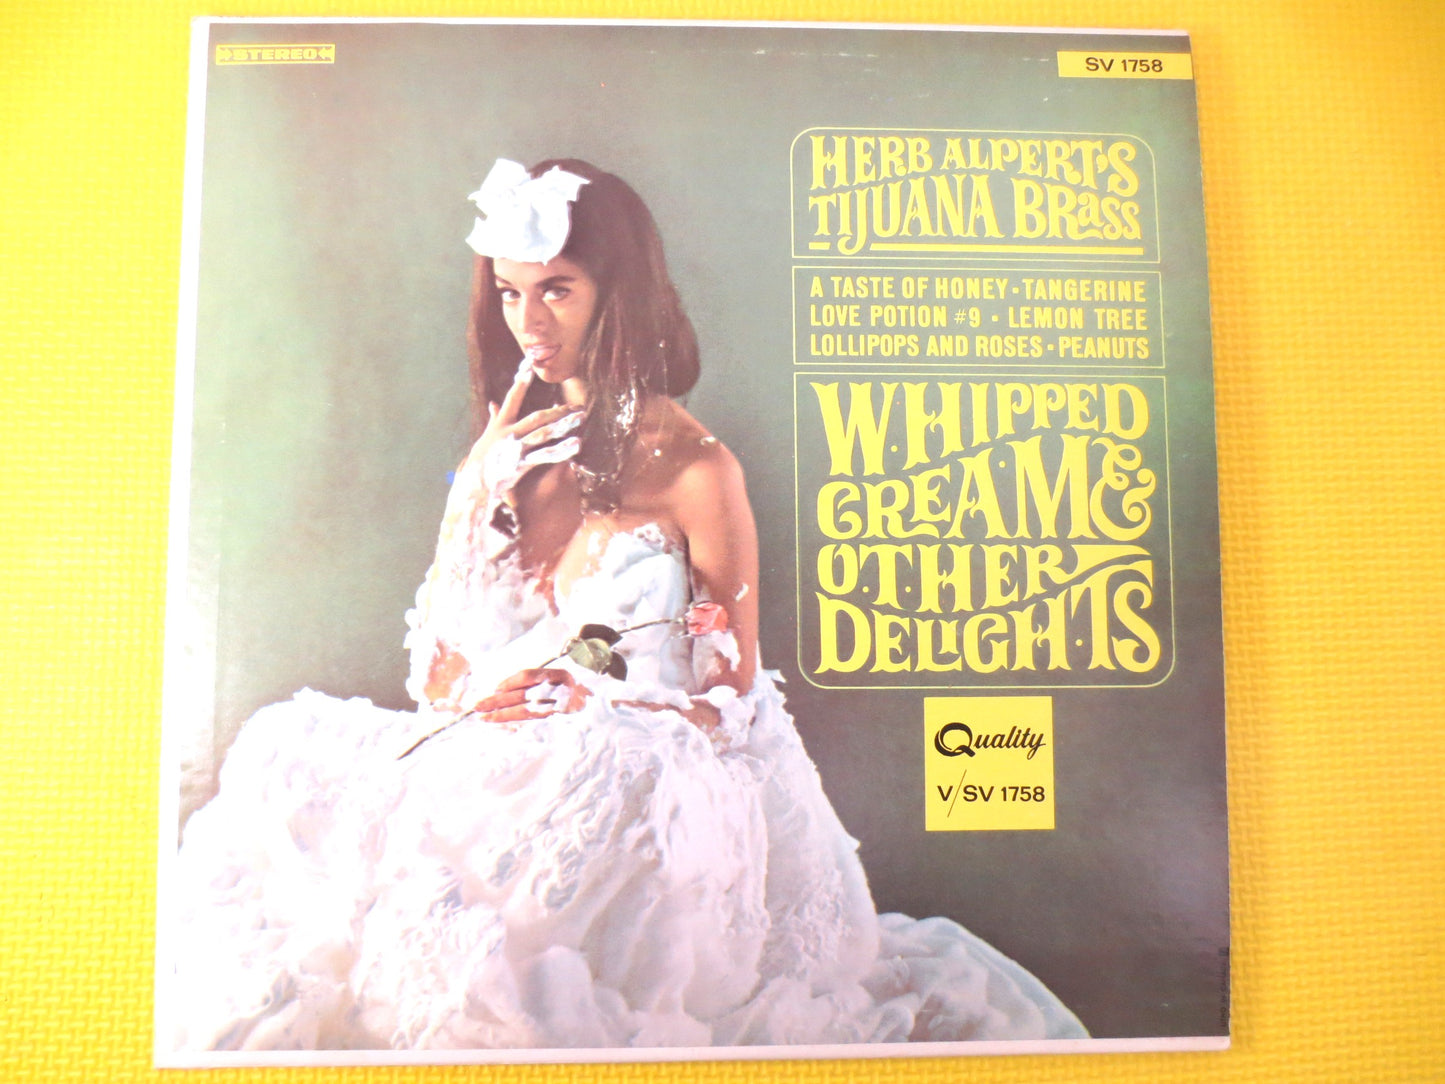 STEREO
SV 1758
HERB ALPERT'S
TIJUANA BRASS
A TASTE OF HONEY • TANGERINE
LOVE POTION #9 • LEMON TREE
LOLLIPOPS AND ROSES • PEANUTS
WHIPPED
CREAM &
OTHER
DELIGHTS
Quality
V/SV 1758